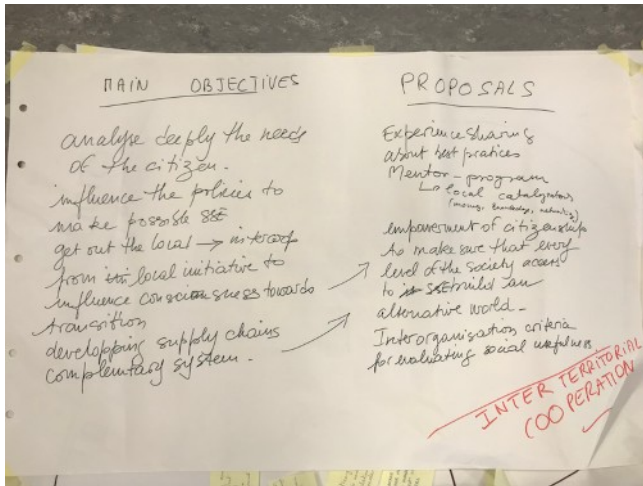 MAIN OBJECTIVES
analyse deeply the needs
of the citizen.
influence the policies to
make possible SSE
get out the local →
from local initiative to
influence consciousness towards
transition
developping supply chains
complemtary system.
PROPOSALS
Experience sharing
about best pratices
Mentor-program
↳ local
empowerment of citizenship
to make sure that every
level of the society access
to SSE build an
alternative world-
Interorganisation criteria
for evaluating social usefulness
INTER TERRITORIAL
COOPERATION